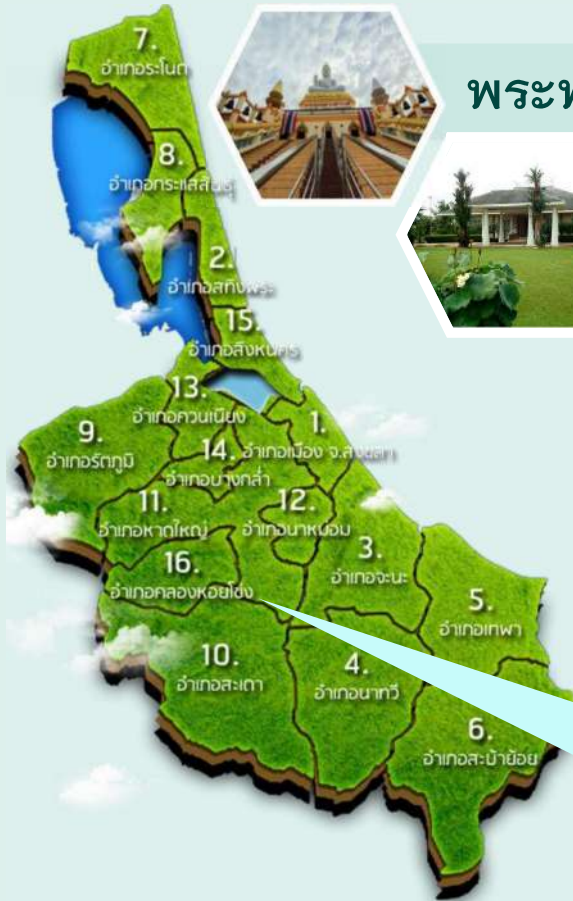 7.
อำเภอระโนด
พระพ
8.
อำเภอกระแสสินธุ์
2.
อำเภอสทิงพระ
15.
อำเภอสิงหนคร
13.
อำเภอควนเนียง
1.
อำเภอเมือง จ.สงขลา
9.
อำเภอรัตภูมิ
14.
อำเภอบางกล่ำ
11.
อำเภอหาดใหญ่
12.
อำเภอนาหม่อม
3.
อำเภอจะนะ
16.
อำเภอคลองหอยโข่ง
5.
อำเภอเทพา
10.
อำเภอสะเดา
4.
อำเภอนาทวี
6.
อำเภอสะบ้าย้อย